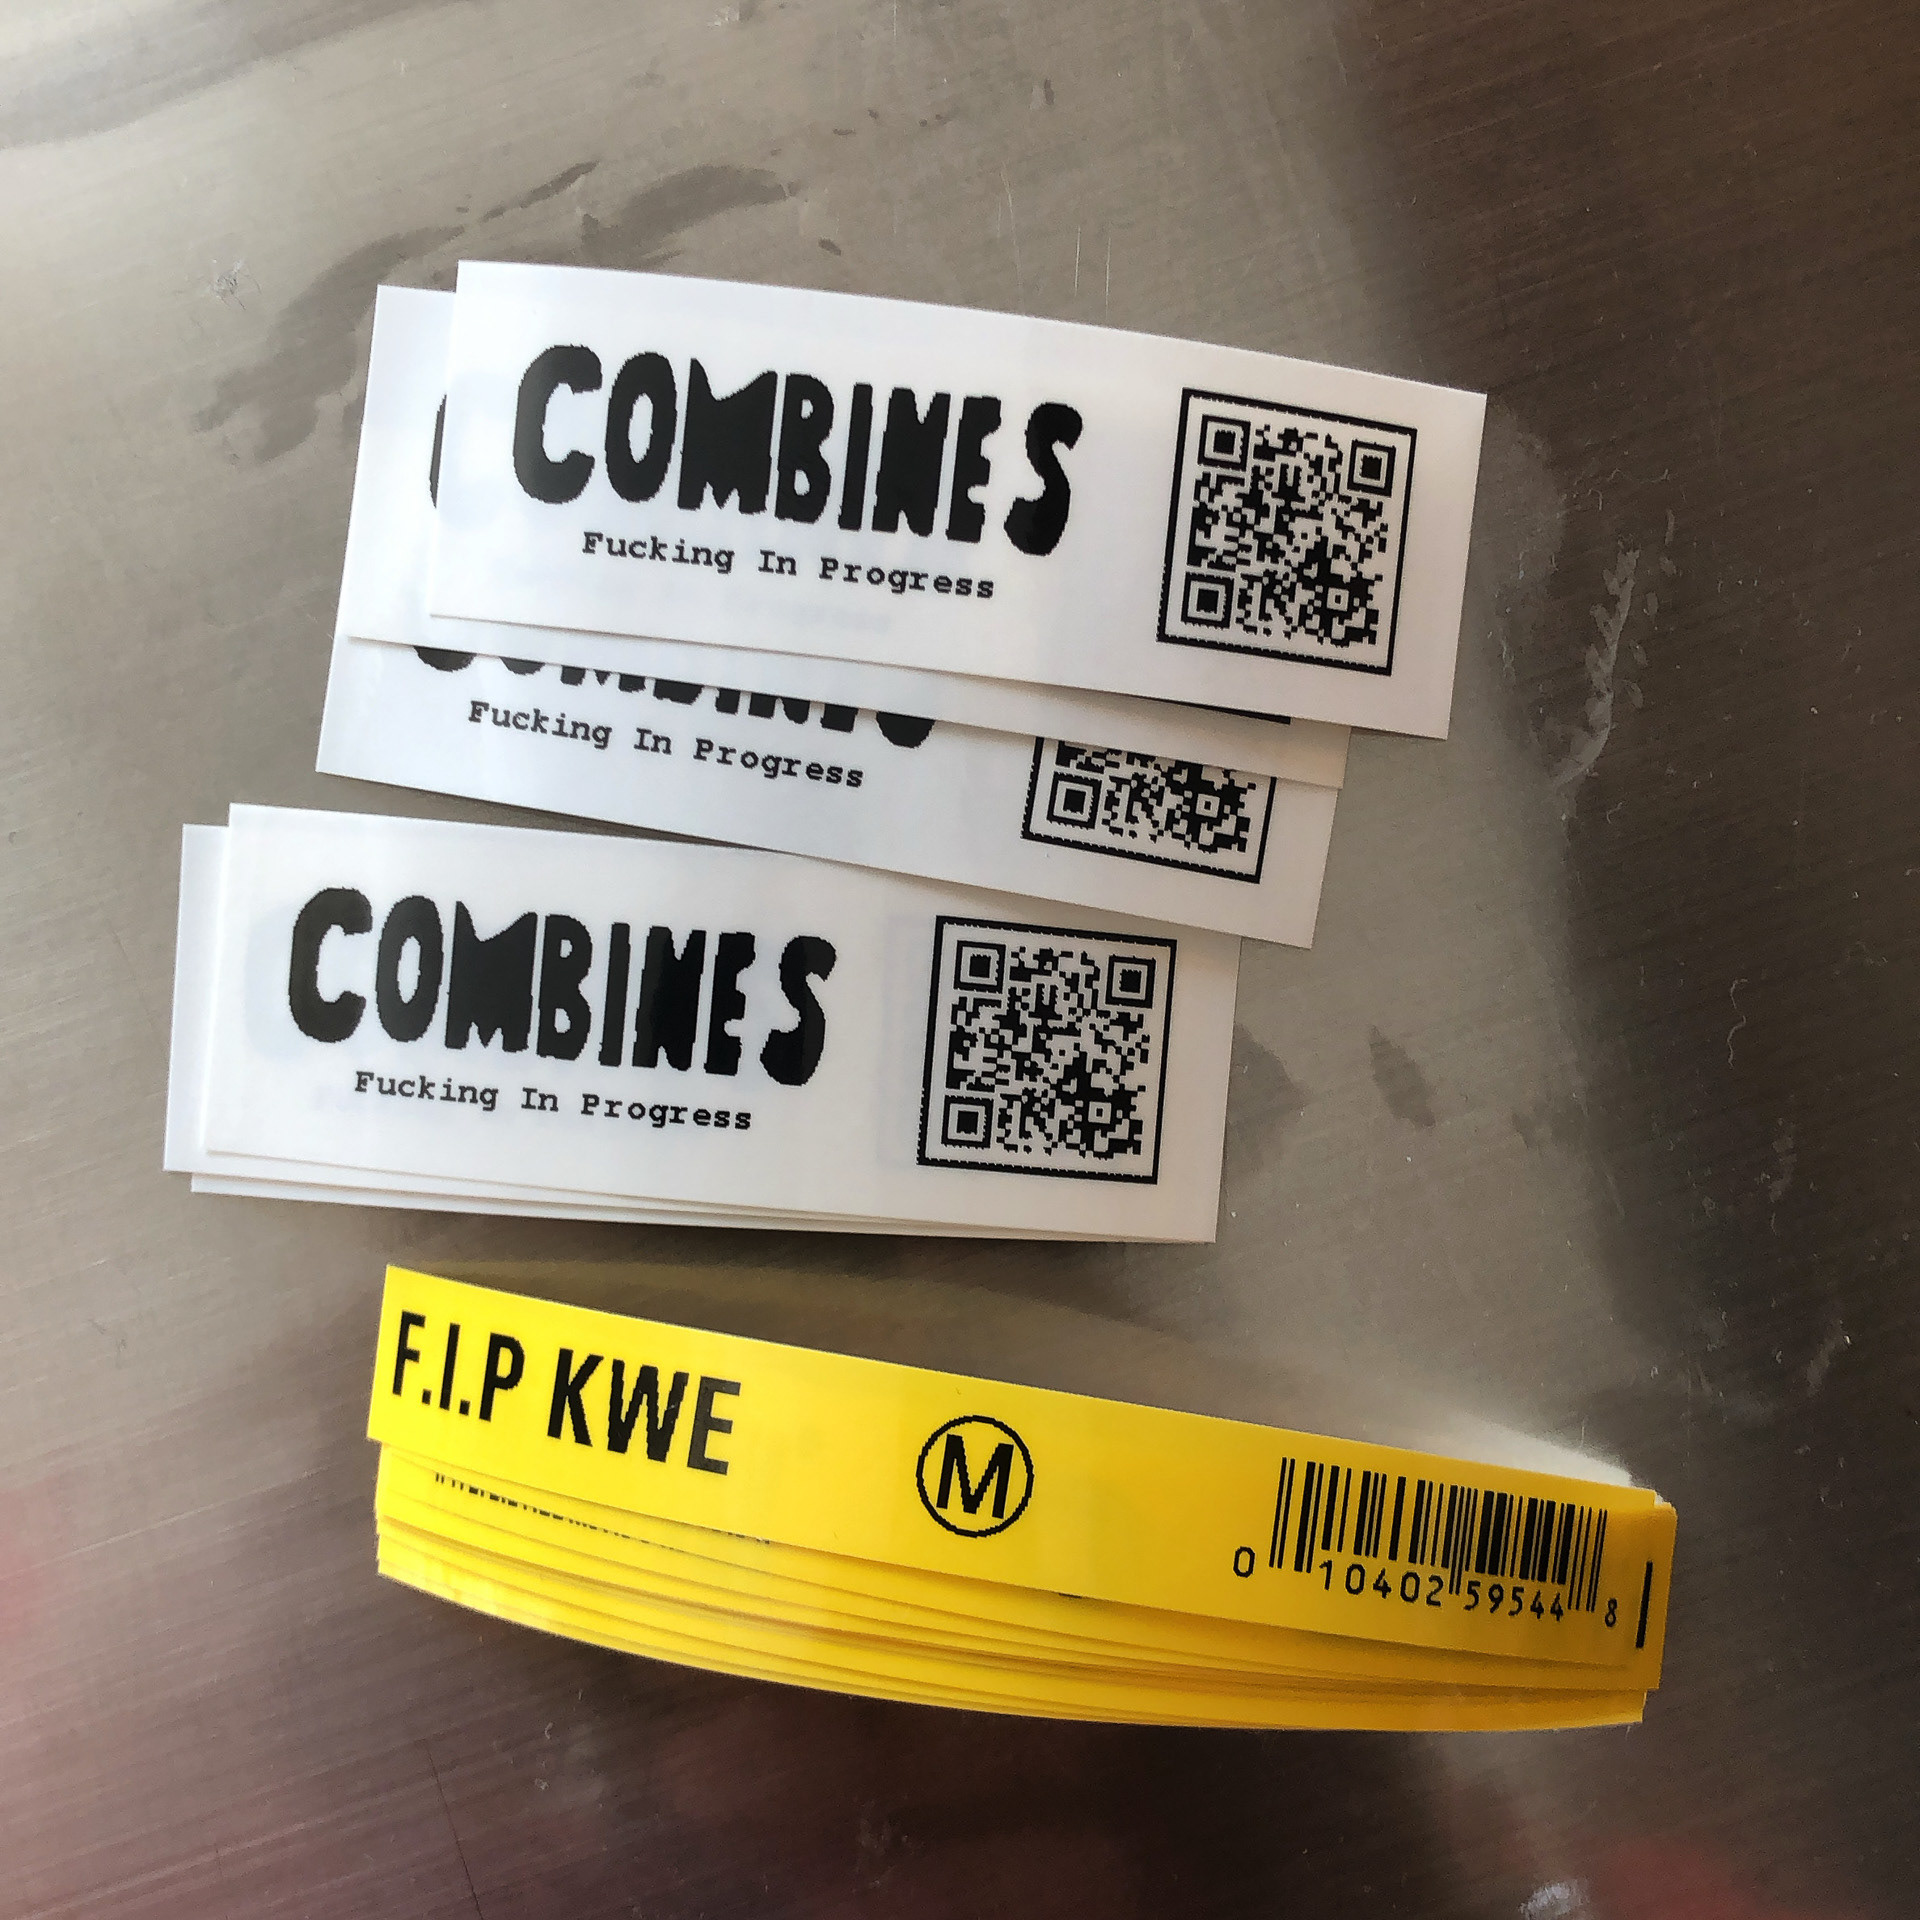 COMBINES
Fucking In Progress
Fucking In Progress
COMBINES
Fucking In Progress
F.I.P KWE
M
0 10402 59544 8